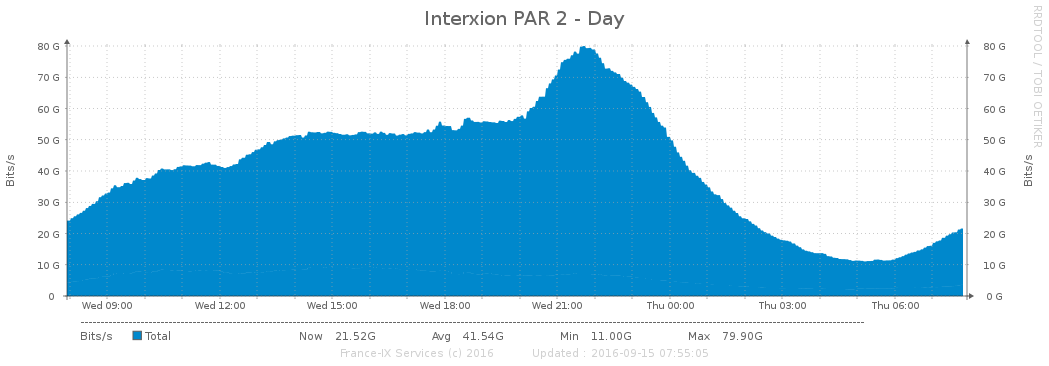 Interxion PAR 2 - Day
RRDTOOL / TOBI OETIKER
Bits/s
Bits/s
80 G 80 G
70 G 70 G
60 G 60 G
50 G 50 G
40 G 40 G
30 G 30 G
20 G 20 G
10 G 10 G
0 0 G
Wed 09:00 Wed 12:00 Wed 15:00 Wed 18:00 Wed 21:00 Thu 00:00 Thu 03:00 Thu 06:00
Bits/s Total Now 21.52G Avg 41.54G Min 11.00G Max 79.90G
France-IX Services (c) 2016 Updated : 2016-09-15 07:55:05